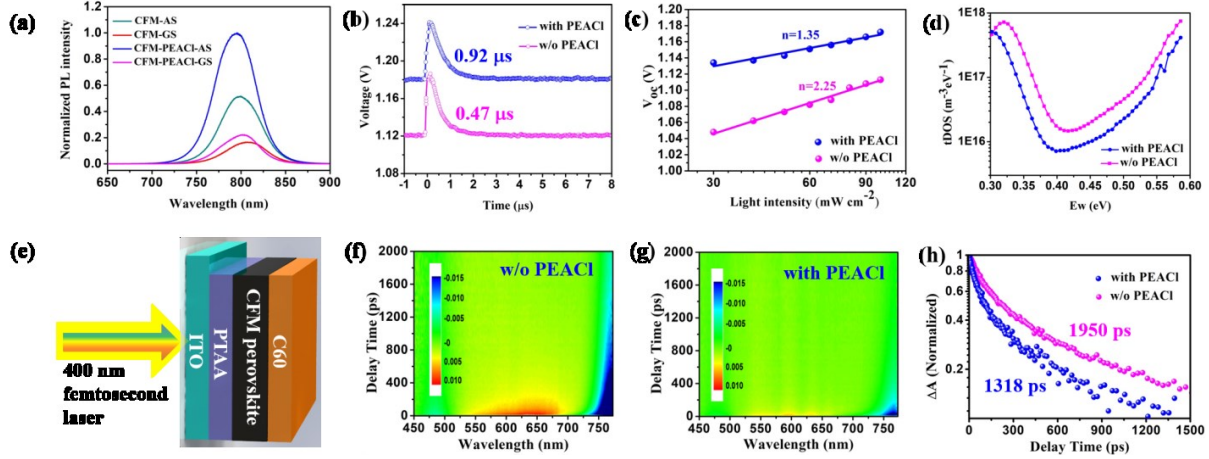 (a)
Normalized PL intensity
1.2
1.0
0.8
0.6
0.4
0.2
0.0
CFM-AS
CFM-GS
CFM-PEACl-AS
CFM-PEACl-GS
650 700 750 800 850 900
Wavelength (nm)
(b)
Voltage (V)
1.24
1.20
1.16
1.12
1.08
with PEACl
w/o PEACl
0.92 μs
0.47 μs
-1 0 1 2 3 4 5 6 7 8
Time (μs)
(c)
Voc (V)
1.20
1.18
1.16
1.14
1.12
1.10
1.08
1.06
1.04
1.02
1.00
n=1.35
n=2.25
with PEACl
w/o PEACl
30 60 90 120
Light intensity (mW cm-2)
(d)
tDOS (m-3eV-1)
1E18
1E17
1E16
with PEACl
w/o PEACl
0.30 0.35 0.40 0.45 0.50 0.55 0.60
Ew (eV)
(e)
400 nm
femtosecond
laser
ITO
PTAA
CFM perovskite
C60
(f)
Delay Time (ps)
2000
1600
1200
800
400
0
w/o PEACl
-0.015
-0.010
-0.005
-0
0.005
0.010
450 500 550 600 650 700 750
Wavelength (nm)
(g)
Delay Time (ps)
2000
1600
1200
800
400
0
with PEACl
-0.015
-0.010
-0.005
-0
0.005
0.010
450 500 550 600 650 700 750
Wavelength (nm)
(h)
ΔA (Normalized)
1
0.8
0.6
0.4
0.2
with PEACl
w/o PEACl
1950 ps
1318 ps
0 300 600 900 1200 1500
Delay Time (ps)